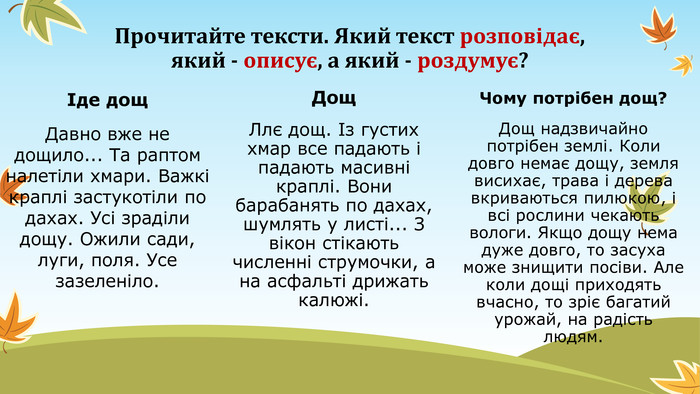 Прочитайте тексти. Який текст розповідає,
який - описує, а який - роздумує?
Іде дощ
Давно вже не
дощило... Та раптом
налетіли хмари. Важкі
краплі застукотіли по
дахах. Усі зраділи
дощу. Ожили сади,
луги, поля. Усе
зазеленіло.
Дощ
Ллє дощ. Із густих
хмар все падають і
падають масивні
краплі. Вони
барабанять по дахах,
шумлять у листі... З
вікон стікають
численні струмочки, а
на асфальті дрижать
калюжі.
Чому потрібен дощ?
Дощ надзвичайно
потрібен землі. Коли
довго немає дощу, земля
висихає, трава і дерева
вкриваються пилюкою, і
всі рослини чекають
вологи. Якщо дощу нема
дуже довго, то засуха
може знищити посіви. Але
коли дощі приходять
вчасно, то зріє багатий
урожай, на радість
людям.